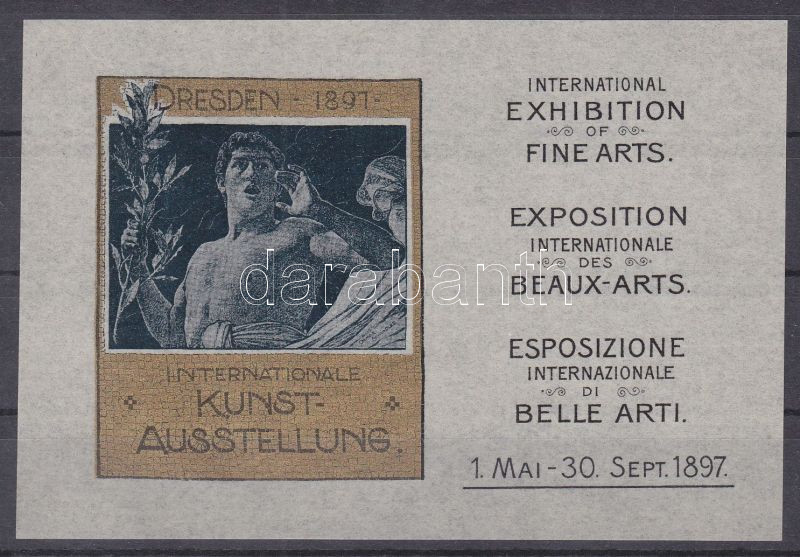 DRESDEN - 1897-
INTERNATIONALE
KUNST-
AUSSTELLUNG.
INTERNATIONAL
EXHIBITION
OF
FINE ARTS.
EXPOSITION
INTERNATIONALE
DES
BEAUX-ARTS.
ESPOSIZIONE
INTERNAZIONALE
DI
BELLE ARTI.
1. MAI - 30. SEPT. 1897.
darabanth